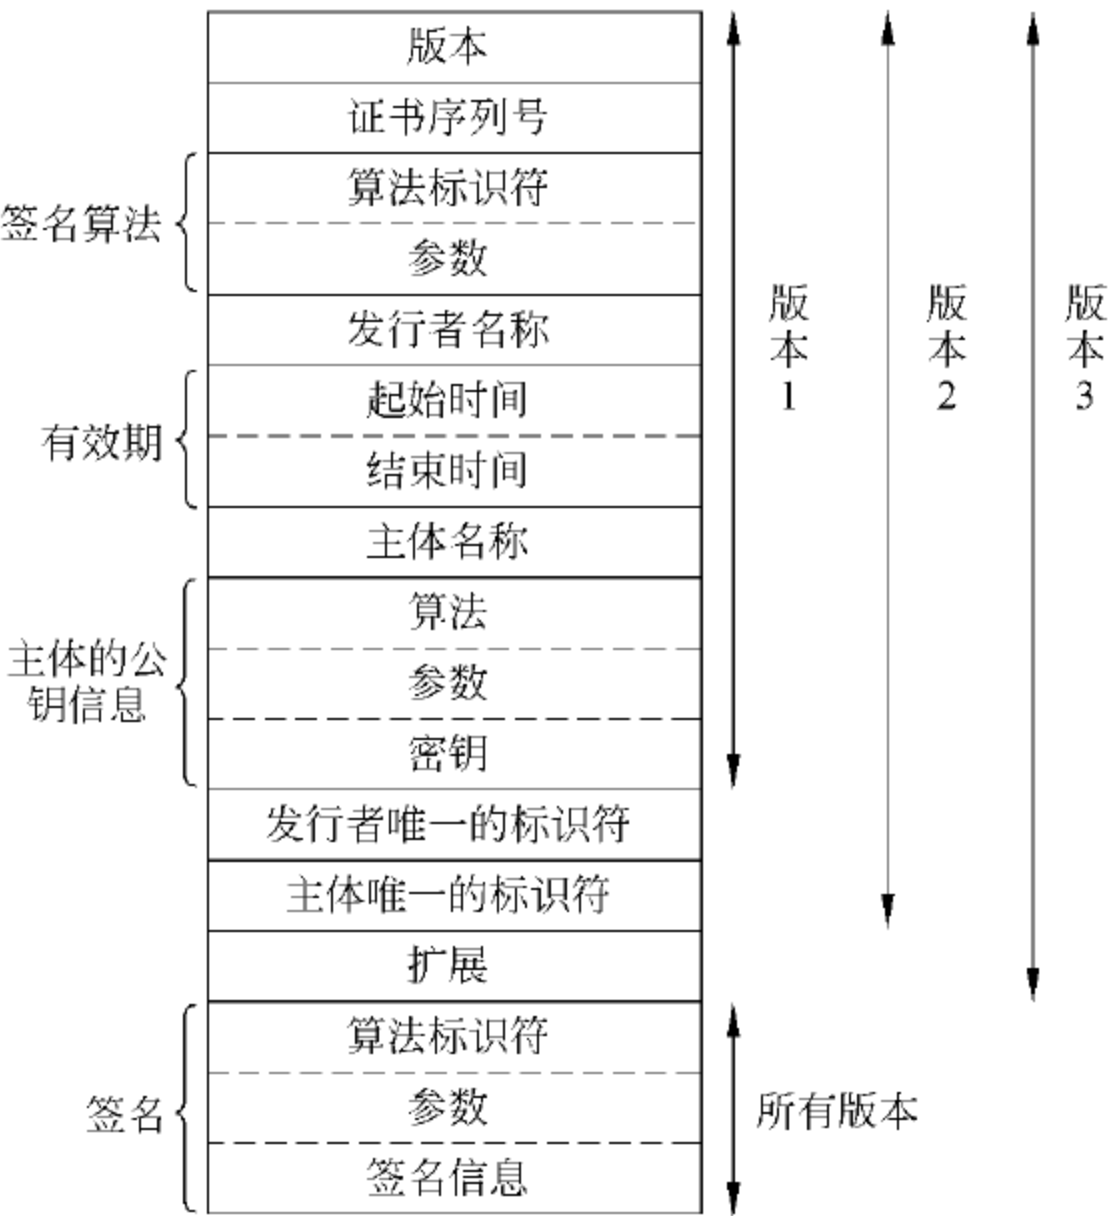 版本
证书序列号
签名算法
算法标识符
参数
发行者名称
有效期
起始时间
结束时间
主体名称
主体的公
钥信息
算法
参数
密钥
发行者唯一的标识符
主体唯一的标识符
扩展
签名
算法标识符
参数
签名信息
版本1
版本2
版本3
所有版本